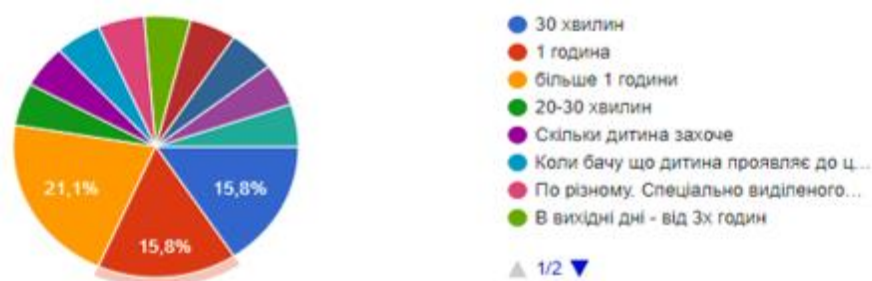 30 хвилин
1 година
більше 1 години
20-30 хвилин
Скільки дитина захоче
Коли бачу що дитина проявляє до ц...
По різному. Спеціально виділеного...
В вихідні дні - від 3х годин
1/2
21,1%
15,8%
15,8%